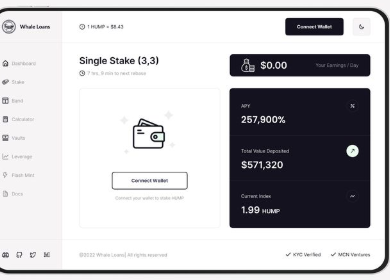 Whale Loans
1 HUMP = $8.43
Connect Wallet
Dashboard
Stake
Bond
Calculator
Vaults
Leverage
Flash Mint
Docs
Single Stake (3,3)
7 hrs, 8 min to next rebase
$0.00
Your Earnings / Day
Connect Wallet
Connect your wallet to stake HUMP
APY
257,900%
Total Value Deposited
$571,320
Current Index
1.99 HUMP
©2022 Whale Loans| All rights reserved
KYC Verified
MCN Ventures